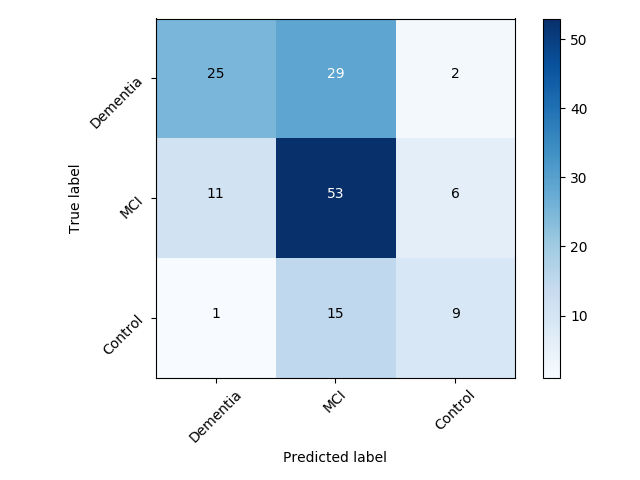 Dementia 25 29 2
MCI 11 53 6
Control 1 15 9
Dementia MCI Control
True label
Predicted label
50
40
30
20
10